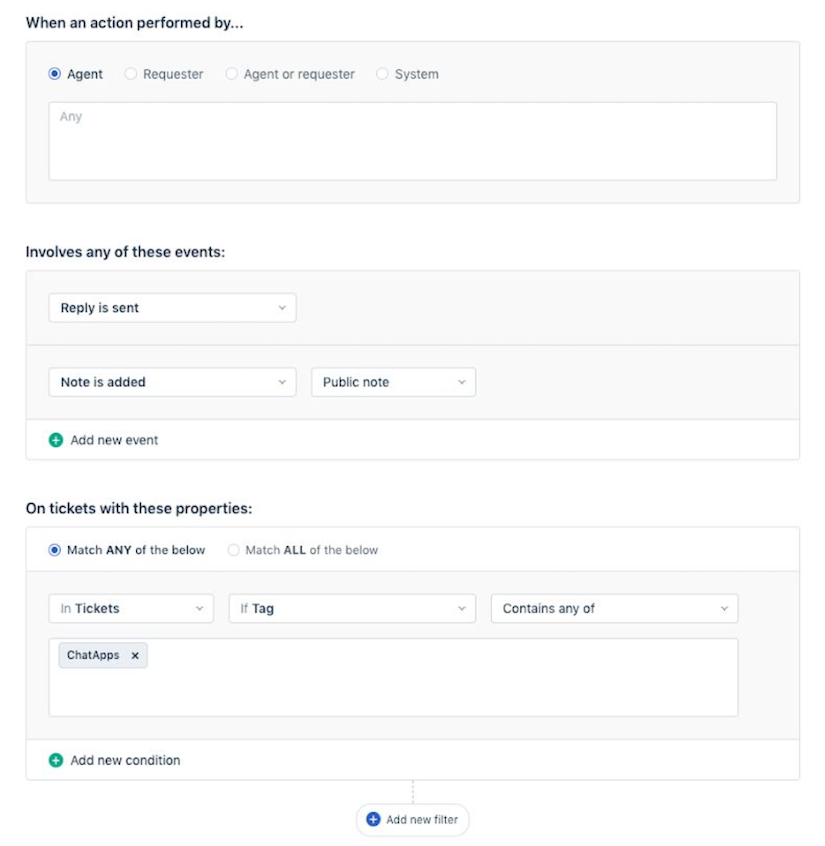 When an action performed by...
Agent Requester Agent or requester System
Any
Involves any of these events:
Reply is sent
Note is added Public note
Add new event
On tickets with these properties:
Match ANY of the below Match ALL of the below
In Tickets If Tag Contains any of
ChatApps ×
Add new condition
Add new filter